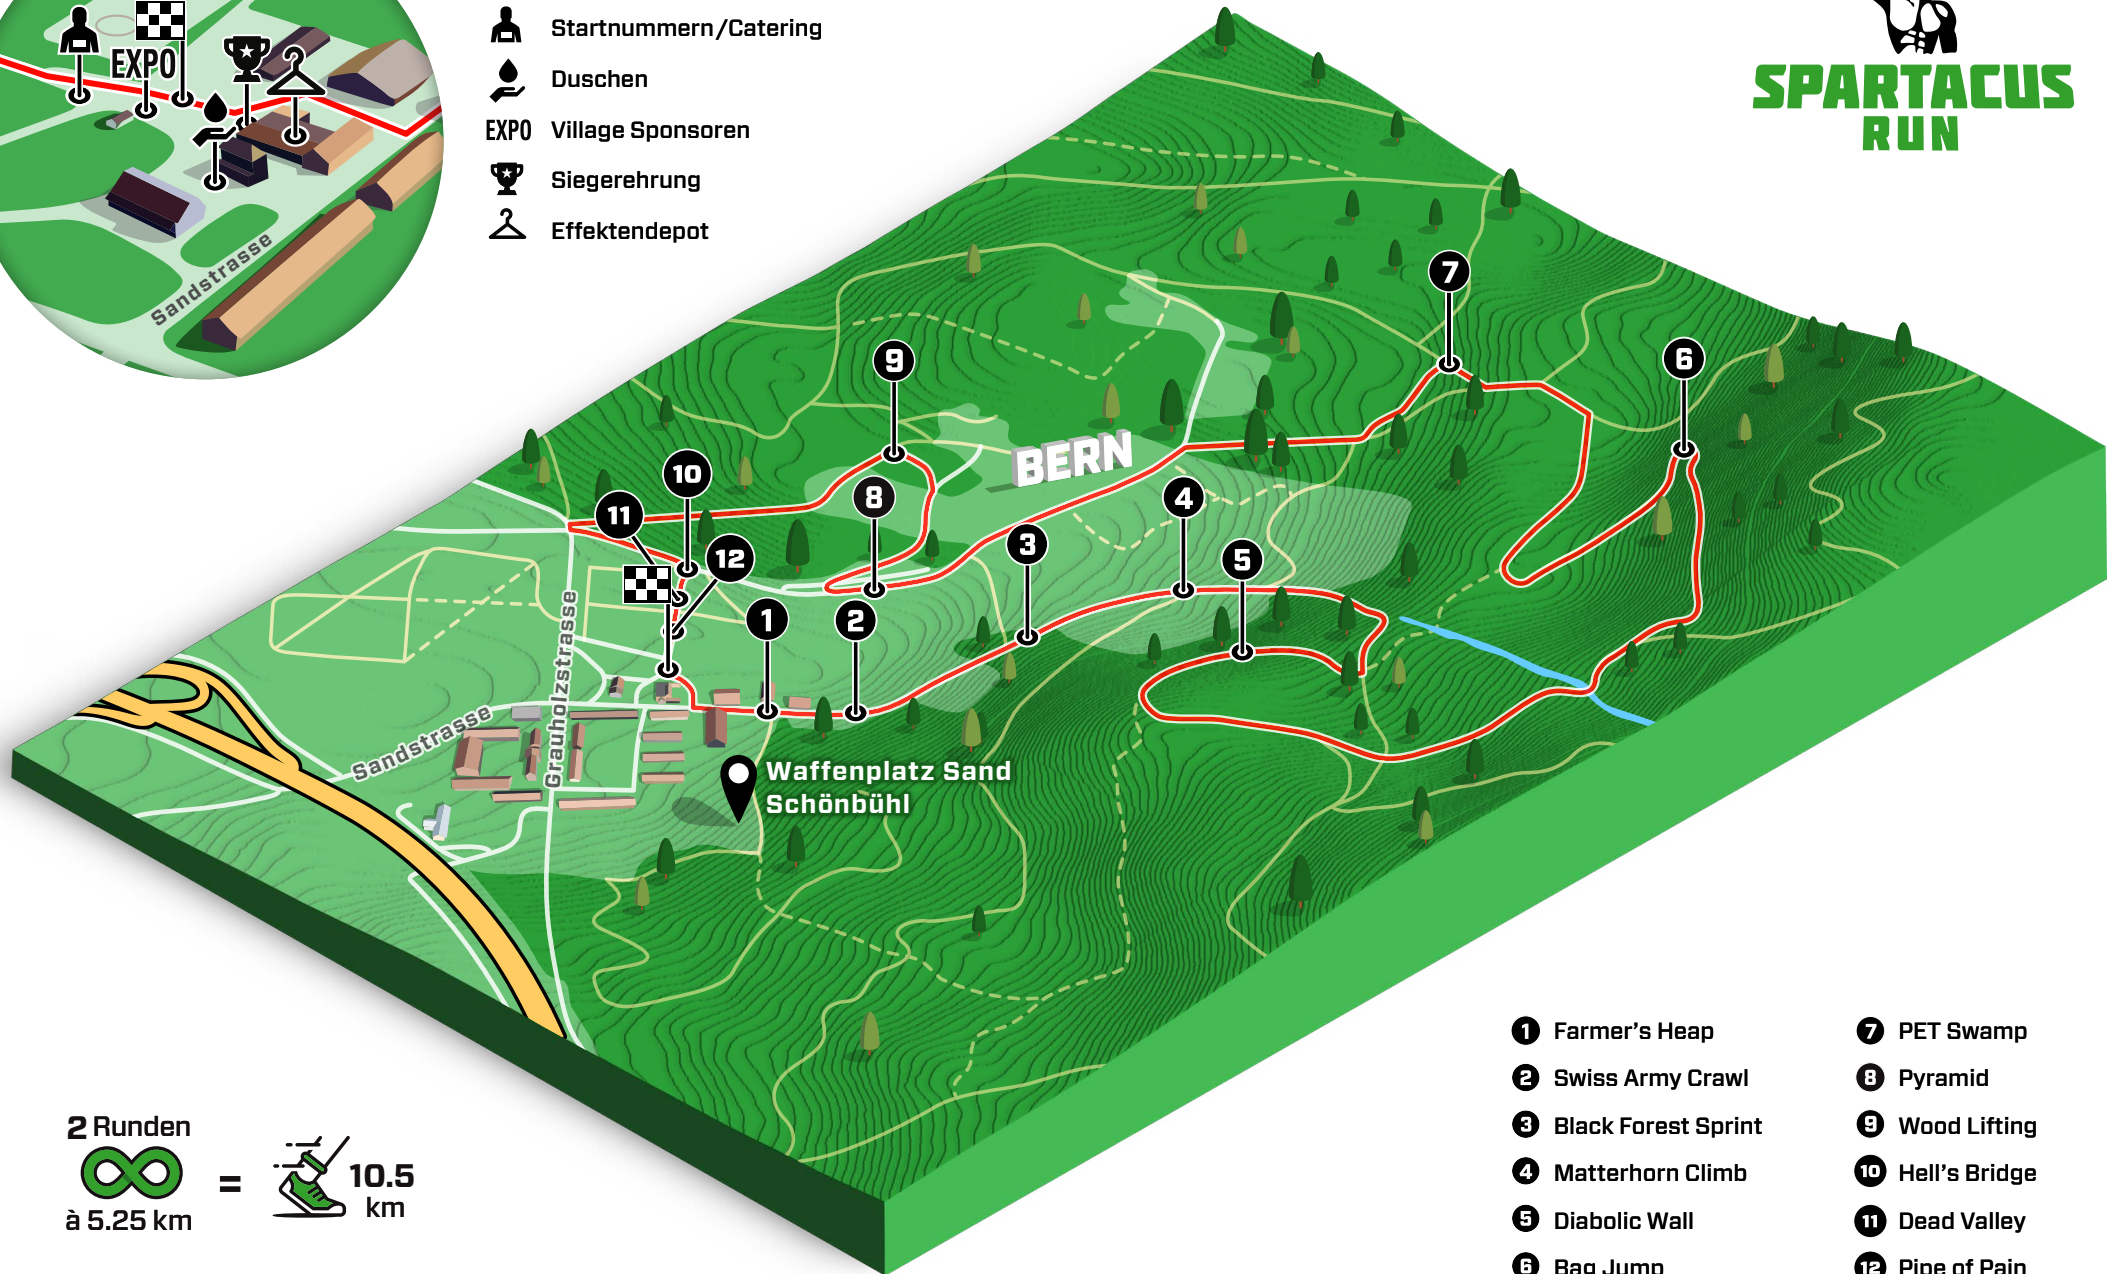 EXPO
Sandstrasse
Startnummern/Catering
Duschen
EXPO Village Sponsoren
Siegerehrung
Effektendepot
SPARTACUS
RUN
7
6
9
BERN
10
8
4
11
3
12
5
1
2
Grauholzstrasse
Sandstrasse
Waffenplatz Sand
Schönbühl
2 Runden
à 5.25 km
=
10.5
km
1 Farmer's Heap
2 Swiss Army Crawl
3 Black Forest Sprint
4 Matterhorn Climb
5 Diabolic Wall
6 Bag Jump
7 PET Swamp
8 Pyramid
9 Wood Lifting
10 Hell's Bridge
11 Dead Valley
12 Pipe of Pain